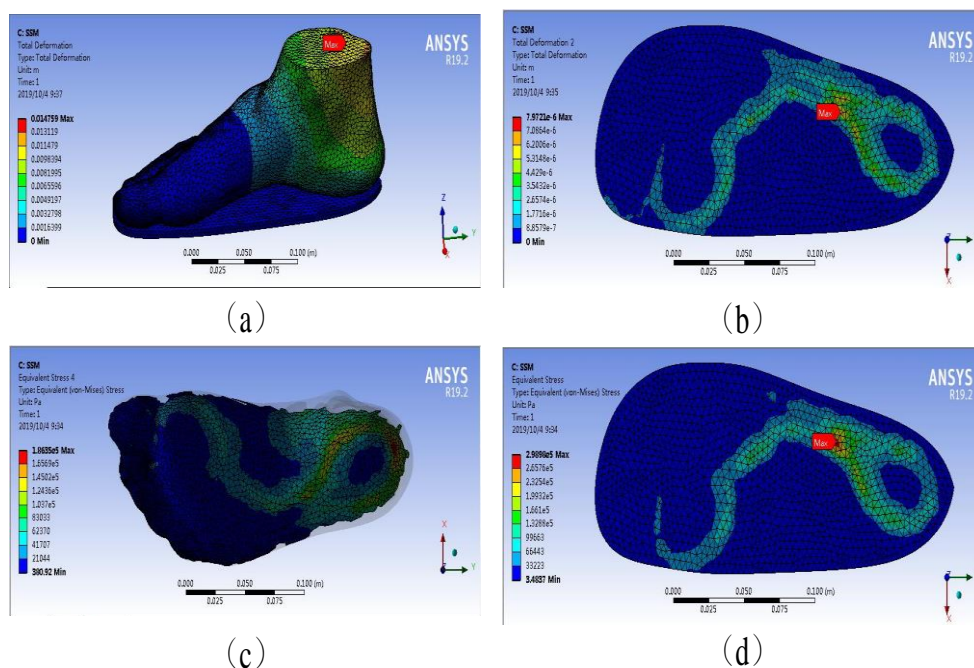 C: SSM
Total Deformation
Type: Total Deformation
Unit: m
Time: 1
2019/10/4 9:37
0.014759 Max
0.013119
0.011479
0.0098394
0.0081995
0.0065596
0.0049197
0.0032798
0.0016399
0 Min
Max
ANSYS
R19.2
Z
Y
X
0.000 0.050 0.100 (m)
0.025 0.075
(a)
C: SSM
Total Deformation 2
Type: Total Deformation
Unit: m
Time: 1
2019/10/4 9:35
7.9721e-6 Max
7.0864e-6
6.2006e-6
5.3148e-6
4.429e-6
3.5432e-6
2.6574e-6
1.7716e-6
8.8579e-7
0 Min
Max
ANSYS
R19.2
Z
Y
X
0.000 0.050 0.100 (m)
0.025 0.075
(b)
C: SSM
Equivalent Stress 4
Type: Equivalent (von-Mises) Stress
Unit: Pa
Time: 1
2019/10/4 9:34
1.8635e5 Max
1.6569e5
1.4502e5
1.2436e5
1.037e5
83033
62370
41707
21044
380.92 Min
ANSYS
R19.2
X
Z
Y
0.000 0.050 0.100 (m)
0.025 0.075
(c)
C: SSM
Equivalent Stress
Type: Equivalent (von-Mises) Stress
Unit: Pa
Time: 1
2019/10/4 9:34
2.9898e5 Max
2.6576e5
2.3254e5
1.9932e5
1.661e5
1.3288e5
99663
66443
33223
3.4837 Min
Max
ANSYS
R19.2
Z
Y
X
0.000 0.050 0.100 (m)
0.025 0.075
(d)